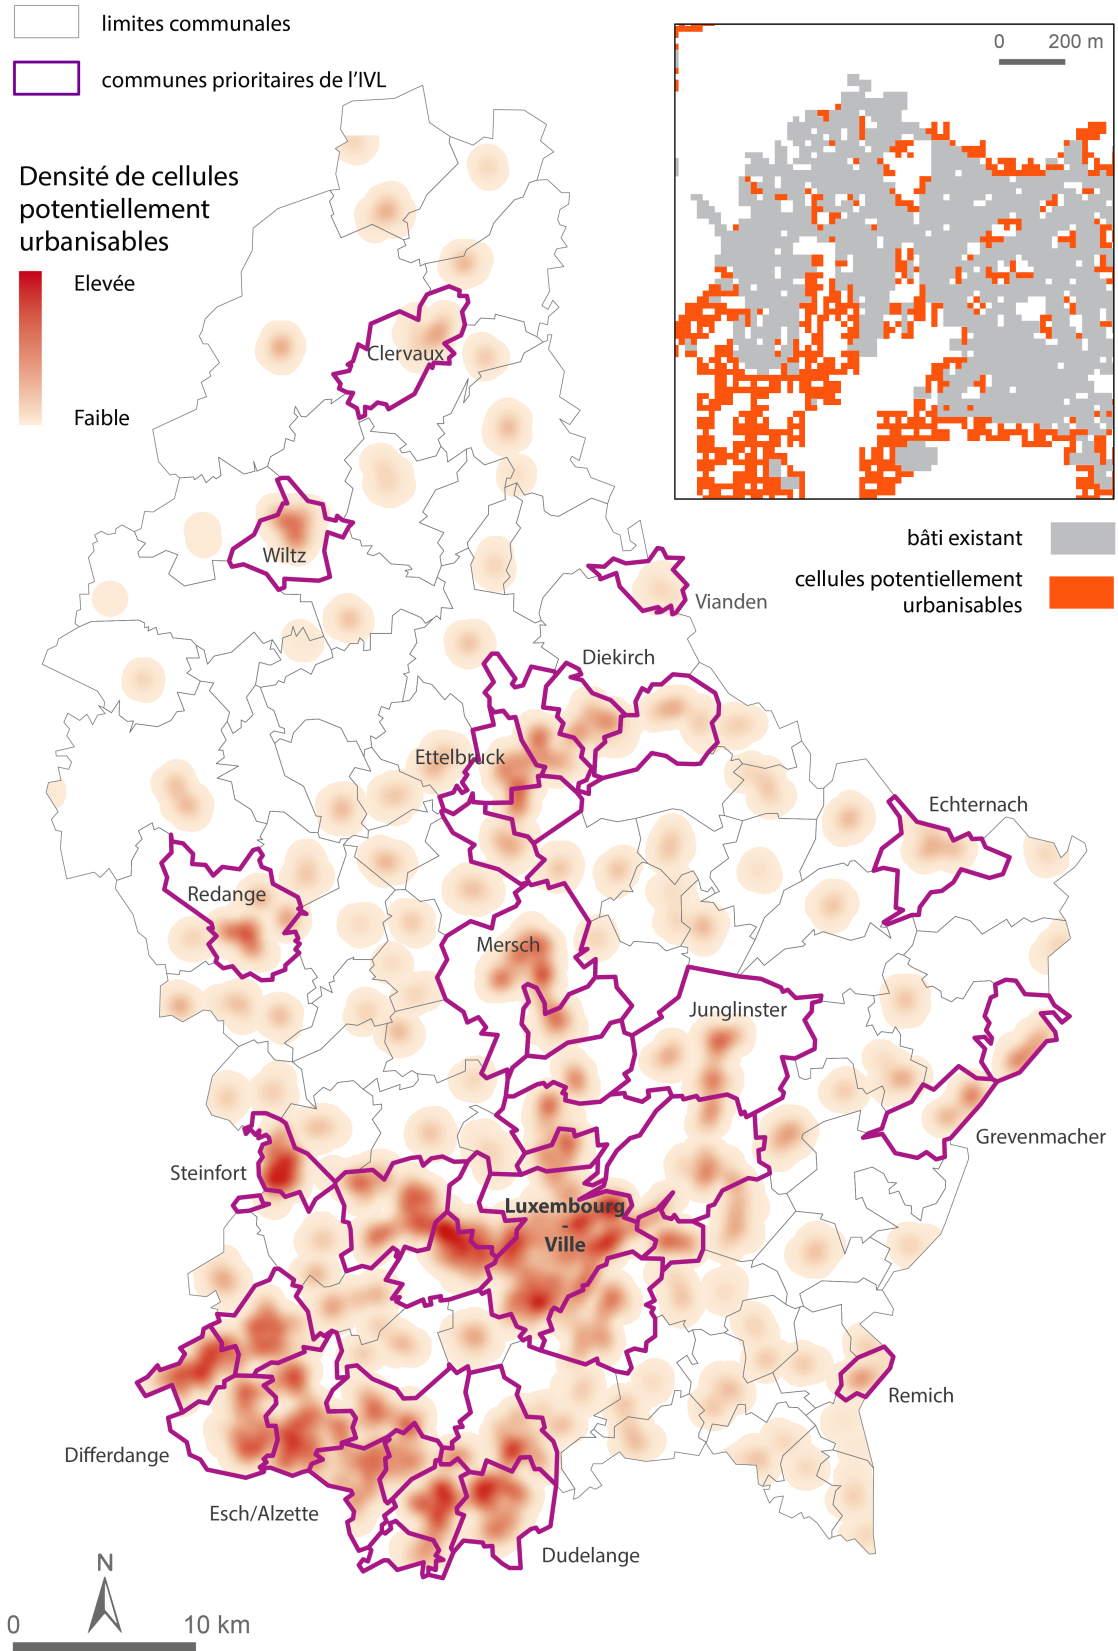 limites communales
communes prioritaires de l'IVL
0 200 m
Densité de cellules
potentiellement
urbanisables
Elevée
Faible
bâti existant
cellules potentiellement
urbanisables
Clervaux
Wiltz
Vianden
Diekirch
Ettelbruck
Echternach
Redange
Mersch
Junglinster
Grevenmacher
Steinfort
Luxembourg
-
Ville
Remich
Differdange
Esch/Alzette
Dudelange
N
0 10 km